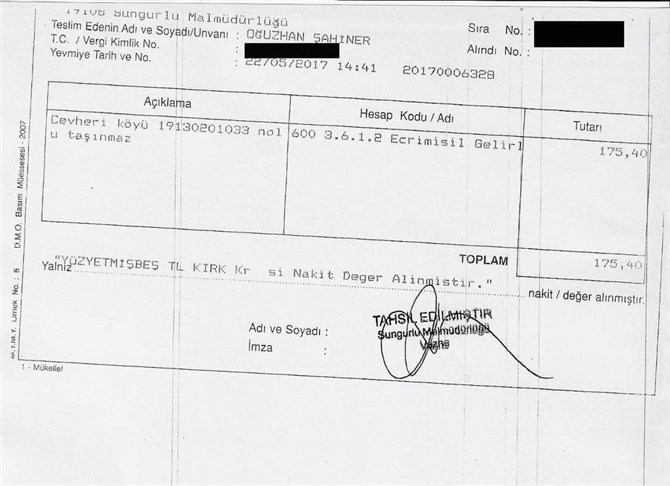 19108 Sungurlu Malmüdürlüğü
Teslim Edenin Adı ve Soyadı/Unvanı : OĞUZHAN ŞAHİNER
T.C. / Vergi Kimlik No. :
Yevmiye Tarih ve No. : 22/05/2017 14:41 20170006328
Sıra No. :
Alındı No. :
Açıklama Hesap Kodu / Adı Tutarı
Cevheri köyü 19130201033 nol 600 3.6.1.2 Ecrimisil Gelirl 175,40
u taşınmaz
TOPLAM 175,40
Yalnız "YÜZYETMİŞBEŞ TL KIRK Kr si Nakit Deger Alinmistir." nakit / değer alınmıştır.
TAHSİL EDİLMİŞTİR
Sungurlu Malmüdürlüğü
Vezne
Adı ve Soyadı :
İmza :
1 - Mükellef
M.İ.M.Y. Örnek No. : 5 D.M.O. Basım Müessesesi - 2007